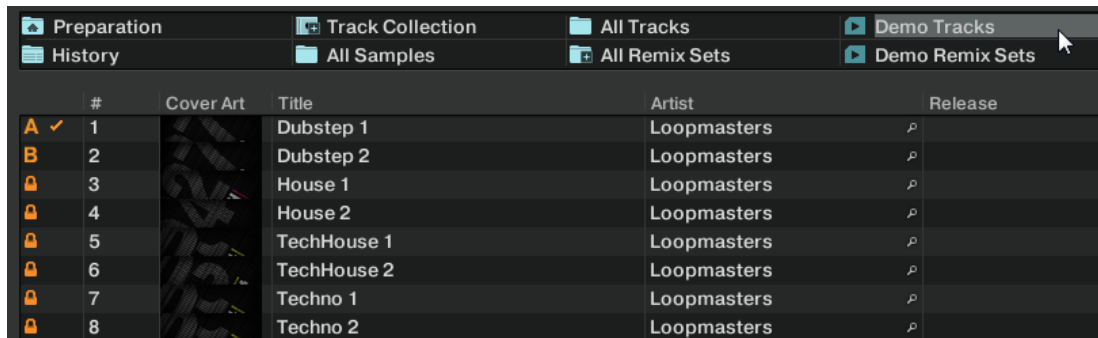 Preparation Track Collection All Tracks Demo Tracks
History All Samples All Remix Sets Demo Remix Sets
# Cover Art Title Artist Release
A 1 Dubstep 1 Loopmasters
B 2 Dubstep 2 Loopmasters
3 House 1 Loopmasters
4 House 2 Loopmasters
5 TechHouse 1 Loopmasters
6 TechHouse 2 Loopmasters
7 Techno 1 Loopmasters
8 Techno 2 Loopmasters